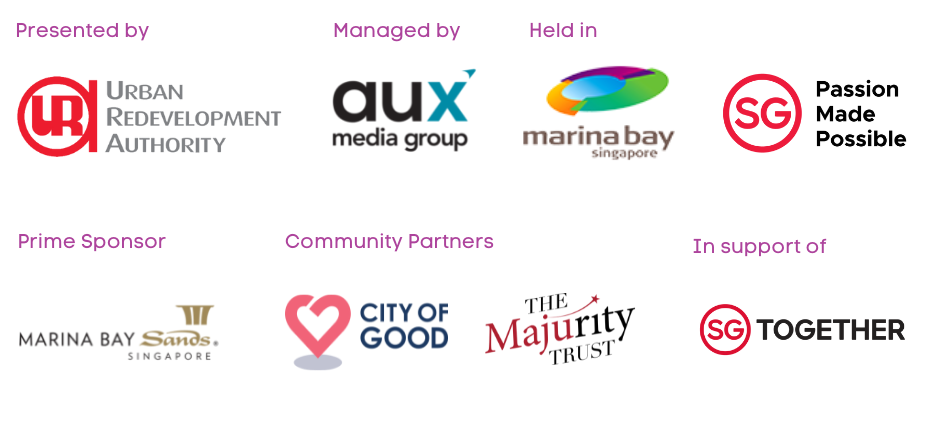 Presented by
Managed by
Held in
UR
URBAN
REDEVELOPMENT
AUTHORITY
aux
media group
marina bay
singapore
SG
Passion
Made
Possible
Prime Sponsor
Community Partners
In support of
MARINA BAY Sands®
SINGAPORE
CITY OF
GOOD
THE
Majurity
TRUST
SG TOGETHER